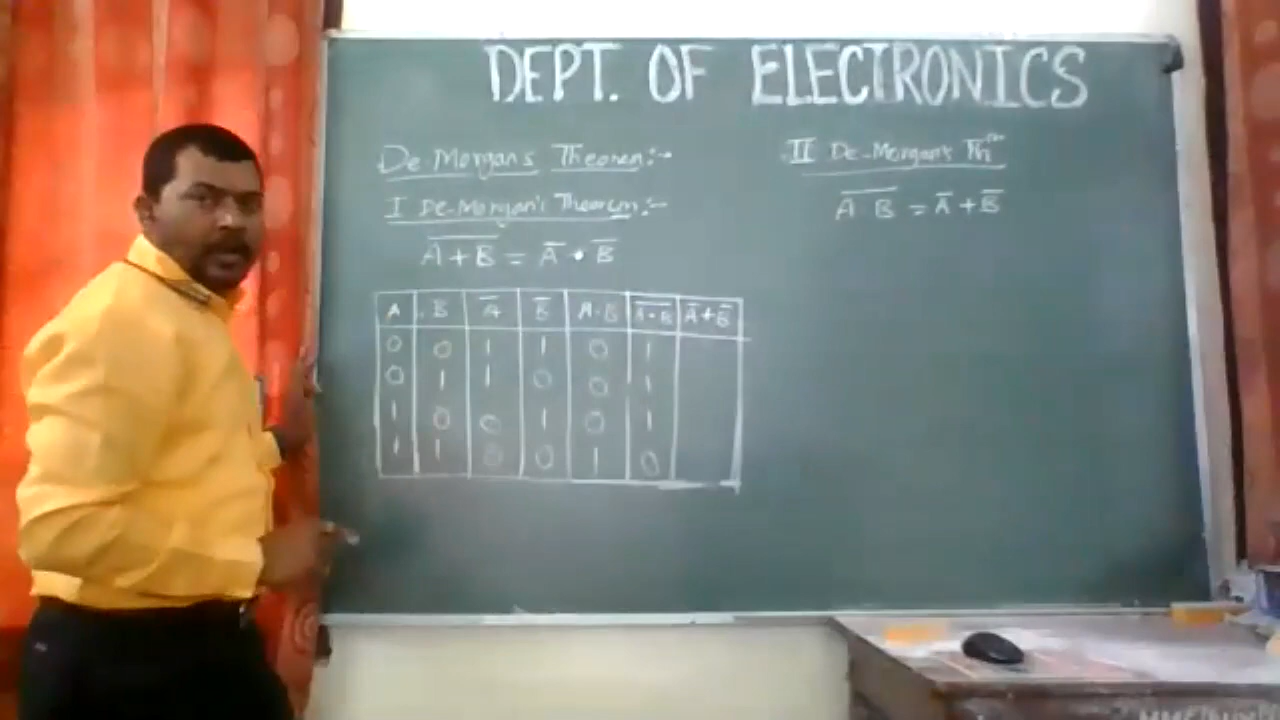 DEPT. OF ELECTRONICS
De-Morgan's Theorem:-
I De-Morgan's Theorem:-
A̅+̅B̅ = A̅ • B̅
A B A̅ B̅ A·B A̅·̅B̅ A̅+B̅
0 0 1 1 0 1
0 1 1 0 0 1
1 0 0 1 0 1
1 1 0 0 1 0
II De-Morgan's Th
A̅ ̅·̅ ̅B̅ = A̅+B̅